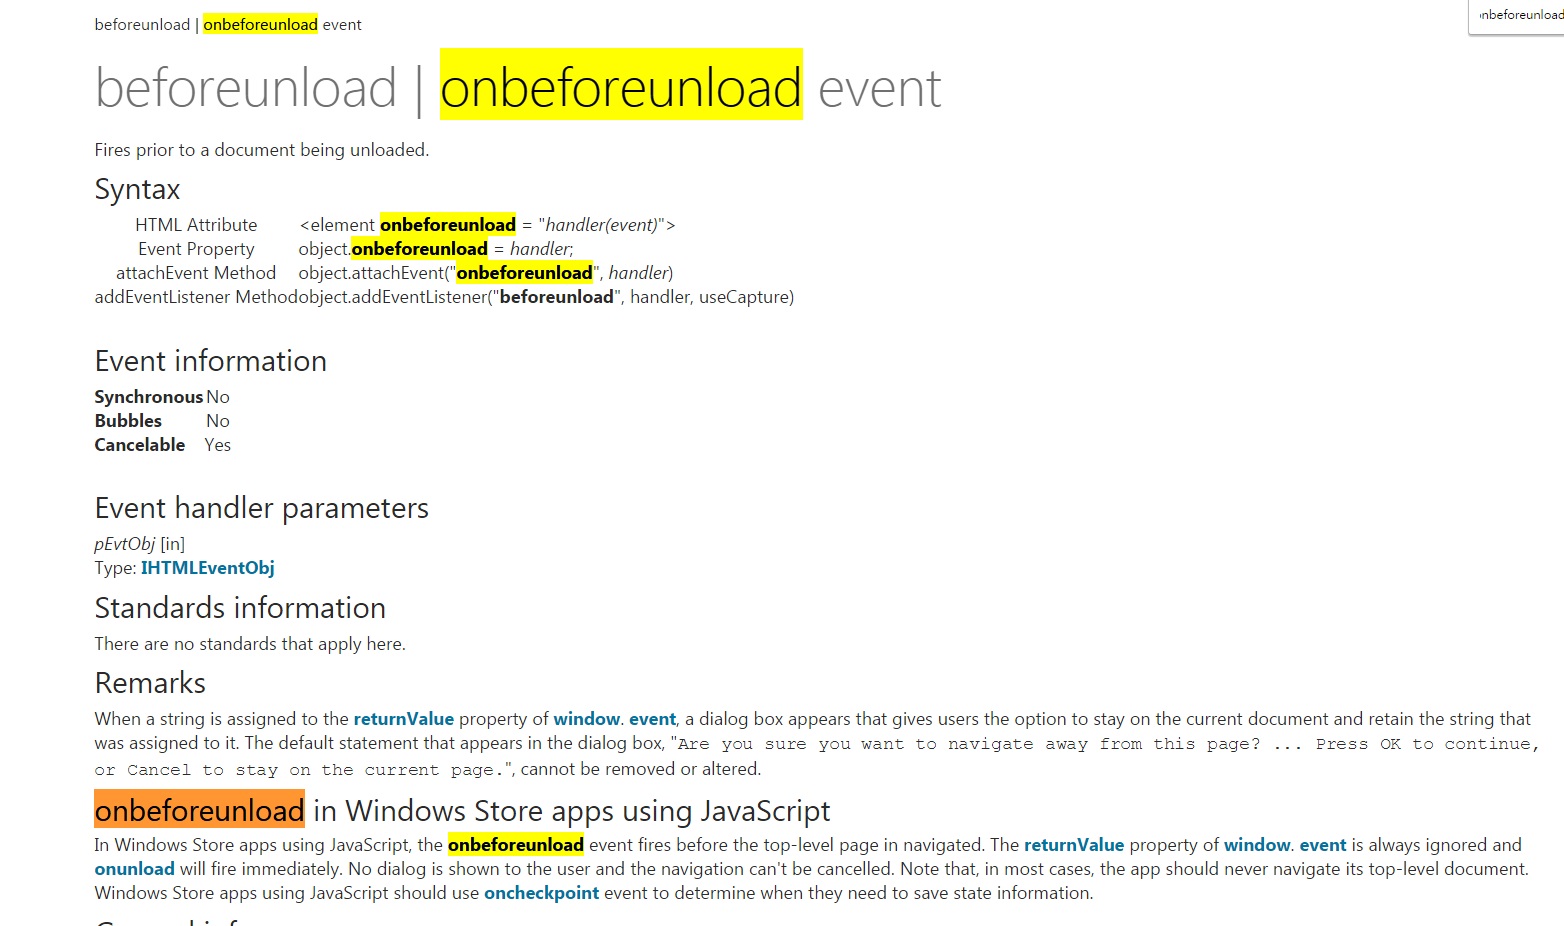 beforeunload | onbeforeunload event
nbeforeunload
beforeunload | onbeforeunload event
Fires prior to a document being unloaded.
Syntax
HTML Attribute <element onbeforeunload = "handler(event)">
Event Property object.onbeforeunload = handler;
attachEvent Method object.attachEvent("onbeforeunload", handler)
addEventListener Methodobject.addEventListener("beforeunload", handler, useCapture)
Event information
Synchronous No
Bubbles No
Cancelable Yes
Event handler parameters
pEvtObj [in]
Type: IHTMLEventObj
Standards information
There are no standards that apply here.
Remarks
When a string is assigned to the returnValue property of window. event, a dialog box appears that gives users the option to stay on the current document and retain the string that
was assigned to it. The default statement that appears in the dialog box, "Are you sure you want to navigate away from this page? ... Press OK to continue,
or Cancel to stay on the current page.", cannot be removed or altered.
onbeforeunload in Windows Store apps using JavaScript
In Windows Store apps using JavaScript, the onbeforeunload event fires before the top-level page in navigated. The returnValue property of window. event is always ignored and
onunload will fire immediately. No dialog is shown to the user and the navigation can't be cancelled. Note that, in most cases, the app should never navigate its top-level document.
Windows Store apps using JavaScript should use oncheckpoint event to determine when they need to save state information.